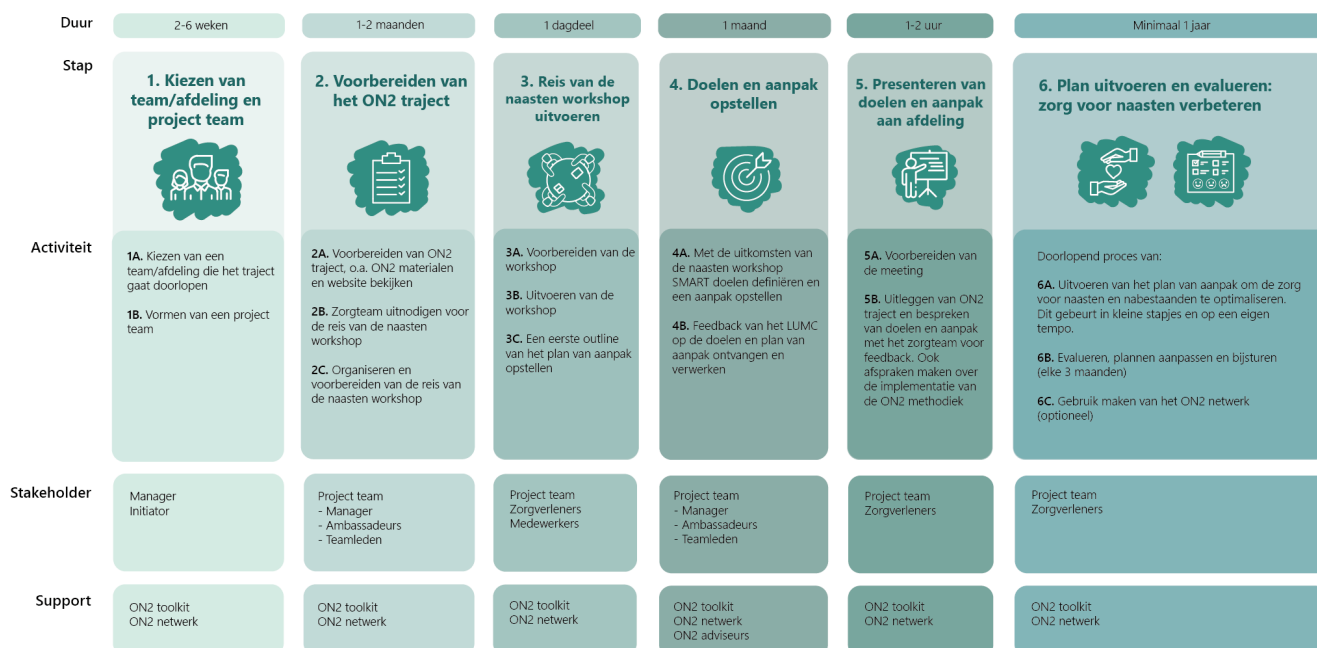 Duur
2-6 weken
1-2 maanden
1 dagdeel
1 maand
1-2 uur
Minimaal 1 jaar
Stap
1. Kiezen van
team/afdeling en
project team
2. Voorbereiden van
het ON2 traject
3. Reis van de
naasten workshop
uitvoeren
4. Doelen en aanpak
opstellen
5. Presenteren van
doelen en aanpak
aan afdeling
6. Plan uitvoeren en evalueren:
zorg voor naasten verbeteren
Activiteit
1A. Kiezen van een
team/afdeling die het traject
gaat doorlopen
1B. Vormen van een project
team
2A. Voorbereiden van ON2
traject, o.a. ON2 materialen
en website bekijken
2B. Zorgteam uitnodigen voor
de reis van de naasten
workshop
2C. Organiseren en
voorbereiden van de reis van
de naasten workshop
3A. Voorbereiden van de
workshop
3B. Uitvoeren van de
workshop
3C. Een eerste outline
van het plan van aanpak
opstellen
4A. Met de uitkomsten van
de naasten workshop
SMART doelen definiëren en
een aanpak opstellen
4B. Feedback van het LUMC
op de doelen en plan van
aanpak ontvangen en
verwerken
5A. Voorbereiden van
de meeting
5B. Uitleggen van ON2
traject en bespreken
van doelen en aanpak
met het zorgteam voor
feedback. Ook
afspraken maken over
de implementatie van
de ON2 methodiek
Doorlopend proces van:
6A. Uitvoeren van het plan van aanpak om de zorg
voor naasten en nabestaanden te optimaliseren.
Dit gebeurt in kleine stapjes en op een eigen
tempo.
6B. Evalueren, plannen aanpassen en bijsturen
(elke 3 maanden)
6C. Gebruik maken van het ON2 netwerk
(optioneel)
Stakeholder
Manager
Initiator
Project team
- Manager
- Ambassadeurs
- Teamleden
Project team
Zorgverleners
Medewerkers
Project team
- Manager
- Ambassadeurs
- Teamleden
Project team
Zorgverleners
Project team
Zorgverleners
Support
ON2 toolkit
ON2 netwerk
ON2 toolkit
ON2 netwerk
ON2 toolkit
ON2 netwerk
ON2 toolkit
ON2 netwerk
ON2 adviseurs
ON2 toolkit
ON2 netwerk
ON2 toolkit
ON2 netwerk